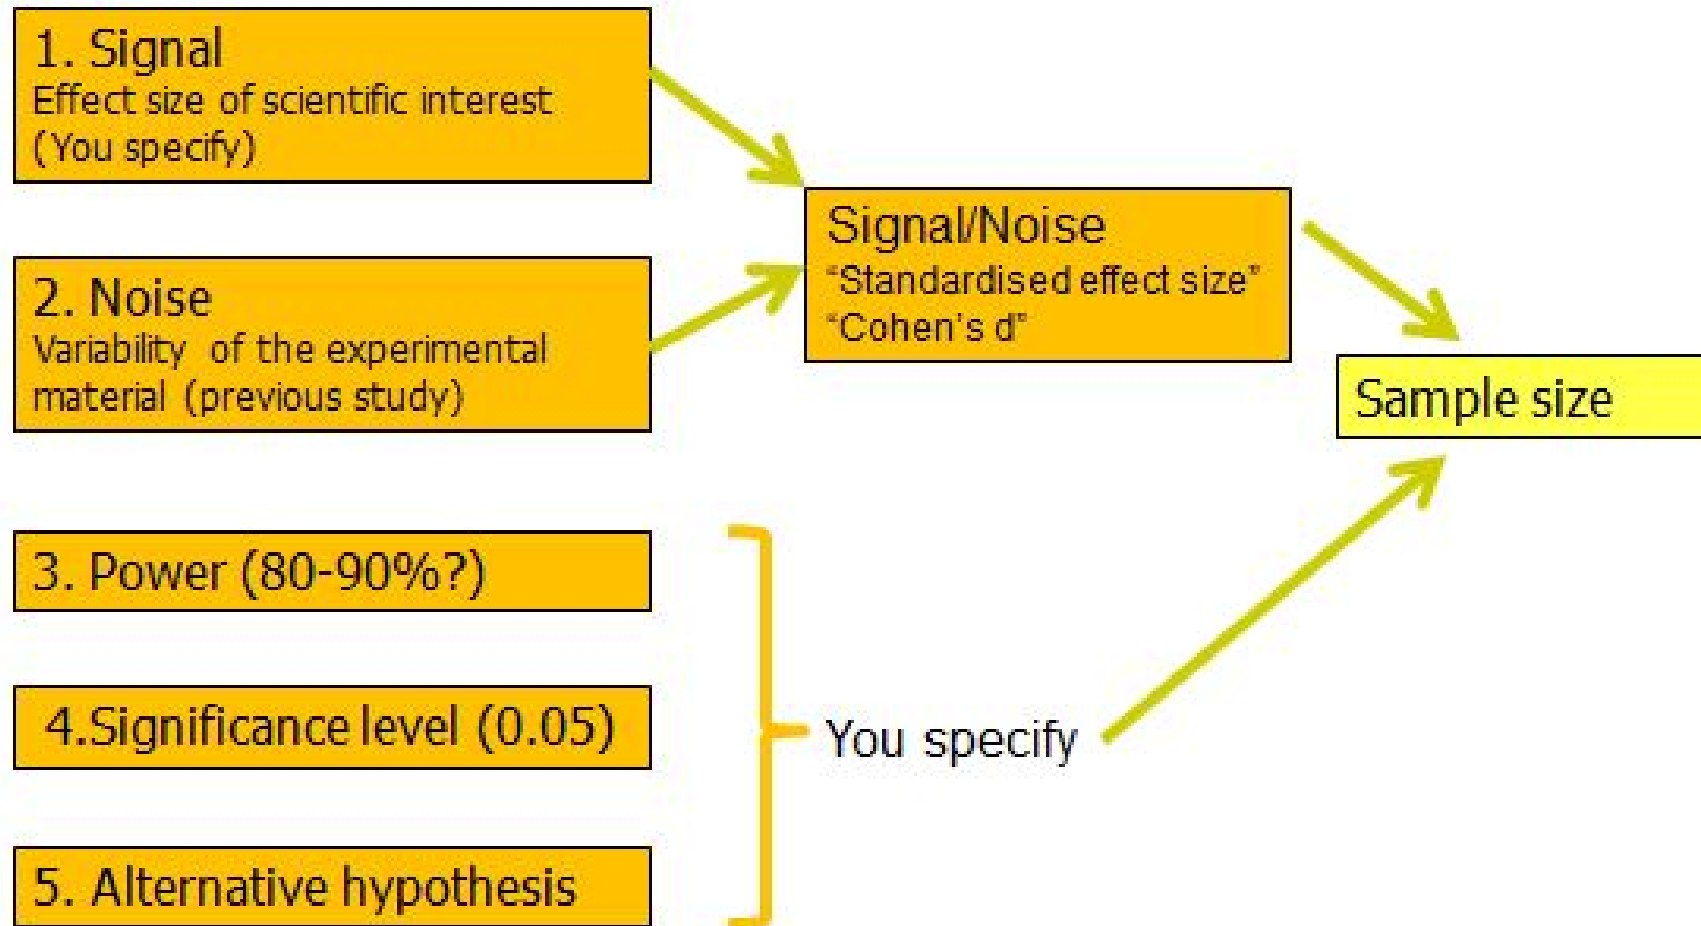 1. Signal
Effect size of scientific interest
(You specify)
2. Noise
Variability of the experimental
material (previous study)
Signal/Noise
“Standardised effect size”
“Cohen’s d”
Sample size
3. Power (80-90%?)
4.Significance level (0.05)
5. Alternative hypothesis
You specify